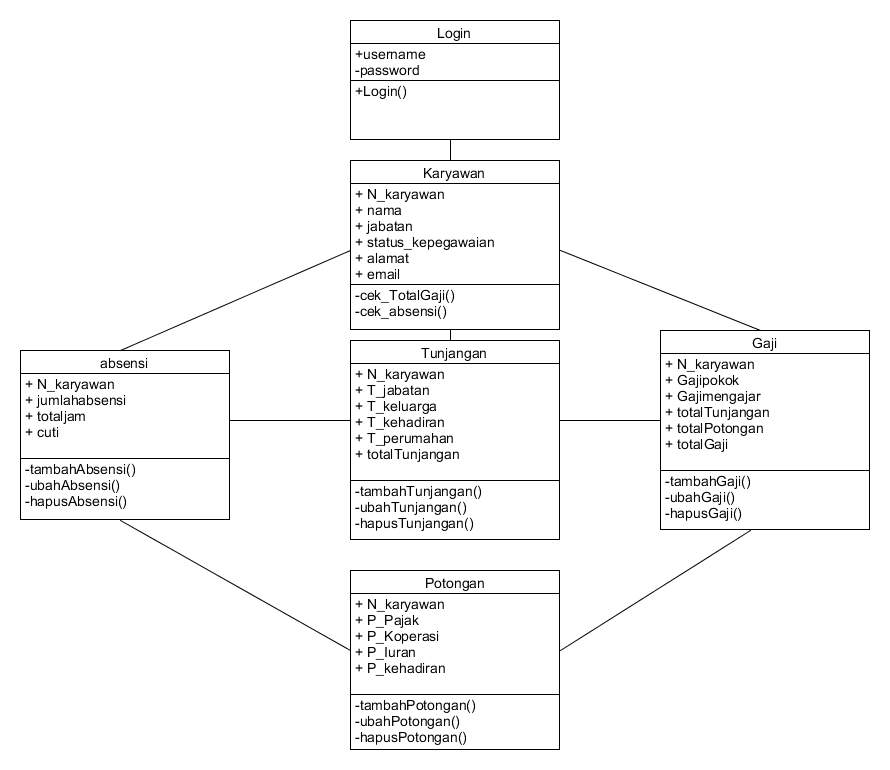 Login
+username
-password
+Login()
Karyawan
+ N_karyawan
+ nama
+ jabatan
+ status_kepegawaian
+ alamat
+ email
-cek_TotalGaji()
-cek_absensi()
absensi
+ N_karyawan
+ jumlahabsensi
+ totaljam
+ cuti
-tambahAbsensi()
-ubahAbsensi()
-hapusAbsensi()
Tunjangan
+ N_karyawan
+ T_jabatan
+ T_keluarga
+ T_kehadiran
+ T_perumahan
+ totalTunjangan
-tambahTunjangan()
-ubahTunjangan()
-hapusTunjangan()
Gaji
+ N_karyawan
+ Gajipokok
+ Gajimengajar
+ totalTunjangan
+ totalPotongan
+ totalGaji
-tambahGaji()
-ubahGaji()
-hapusGaji()
Potongan
+ N_karyawan
+ P_Pajak
+ P_Koperasi
+ P_Iuran
+ P_kehadiran
-tambahPotongan()
-ubahPotongan()
-hapusPotongan()